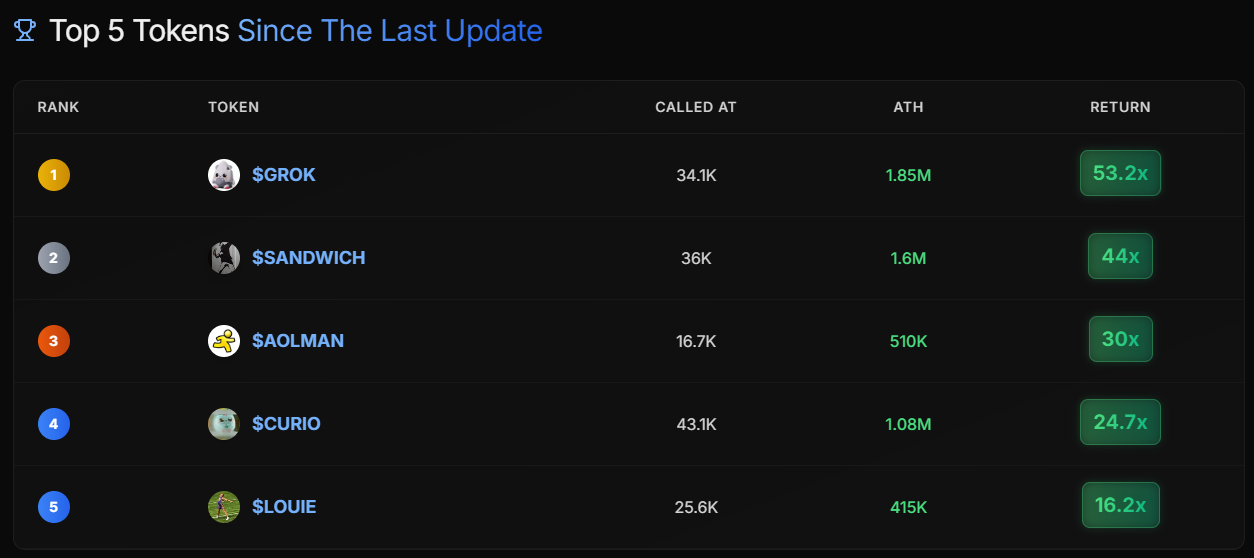 Top 5 Tokens Since The Last Update
RANK TOKEN CALLED AT ATH RETURN
1 $GROK 34.1K 1.85M 53.2x
2 $SANDWICH 36K 1.6M 44x
3 $AOLMAN 16.7K 510K 30x
4 $CURIO 43.1K 1.08M 24.7x
5 $LOUIE 25.6K 415K 16.2x